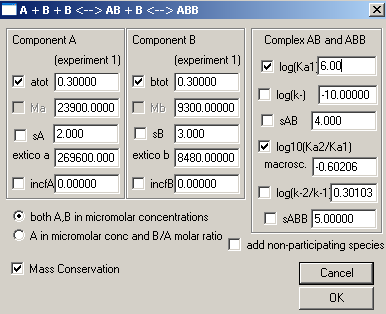 A + B + B <--> AB + B <--> ABB
Component A
(experiment 1)
atot 0.30000
Ma 23900.0000
sA 2.000
extico a 269600.000
incfA 0.00000
Component B
(experiment 1)
btot 0.30000
Mb 9300.00000
sB 3.000
extico b 8480.00000
incfB 0.00000
Complex AB and ABB
log(Ka1) 6.00
log(k-) -10.00000
sAB 4.000
log10(Ka2/Ka1)
macrosc. -0.60206
log(k-2/k-1) 0.30103
sABB 5.00000
both A,B in micromolar concentrations
A in micromolar conc and B/A molar ratio
add non-participating species
Mass Conservation
Cancel
OK